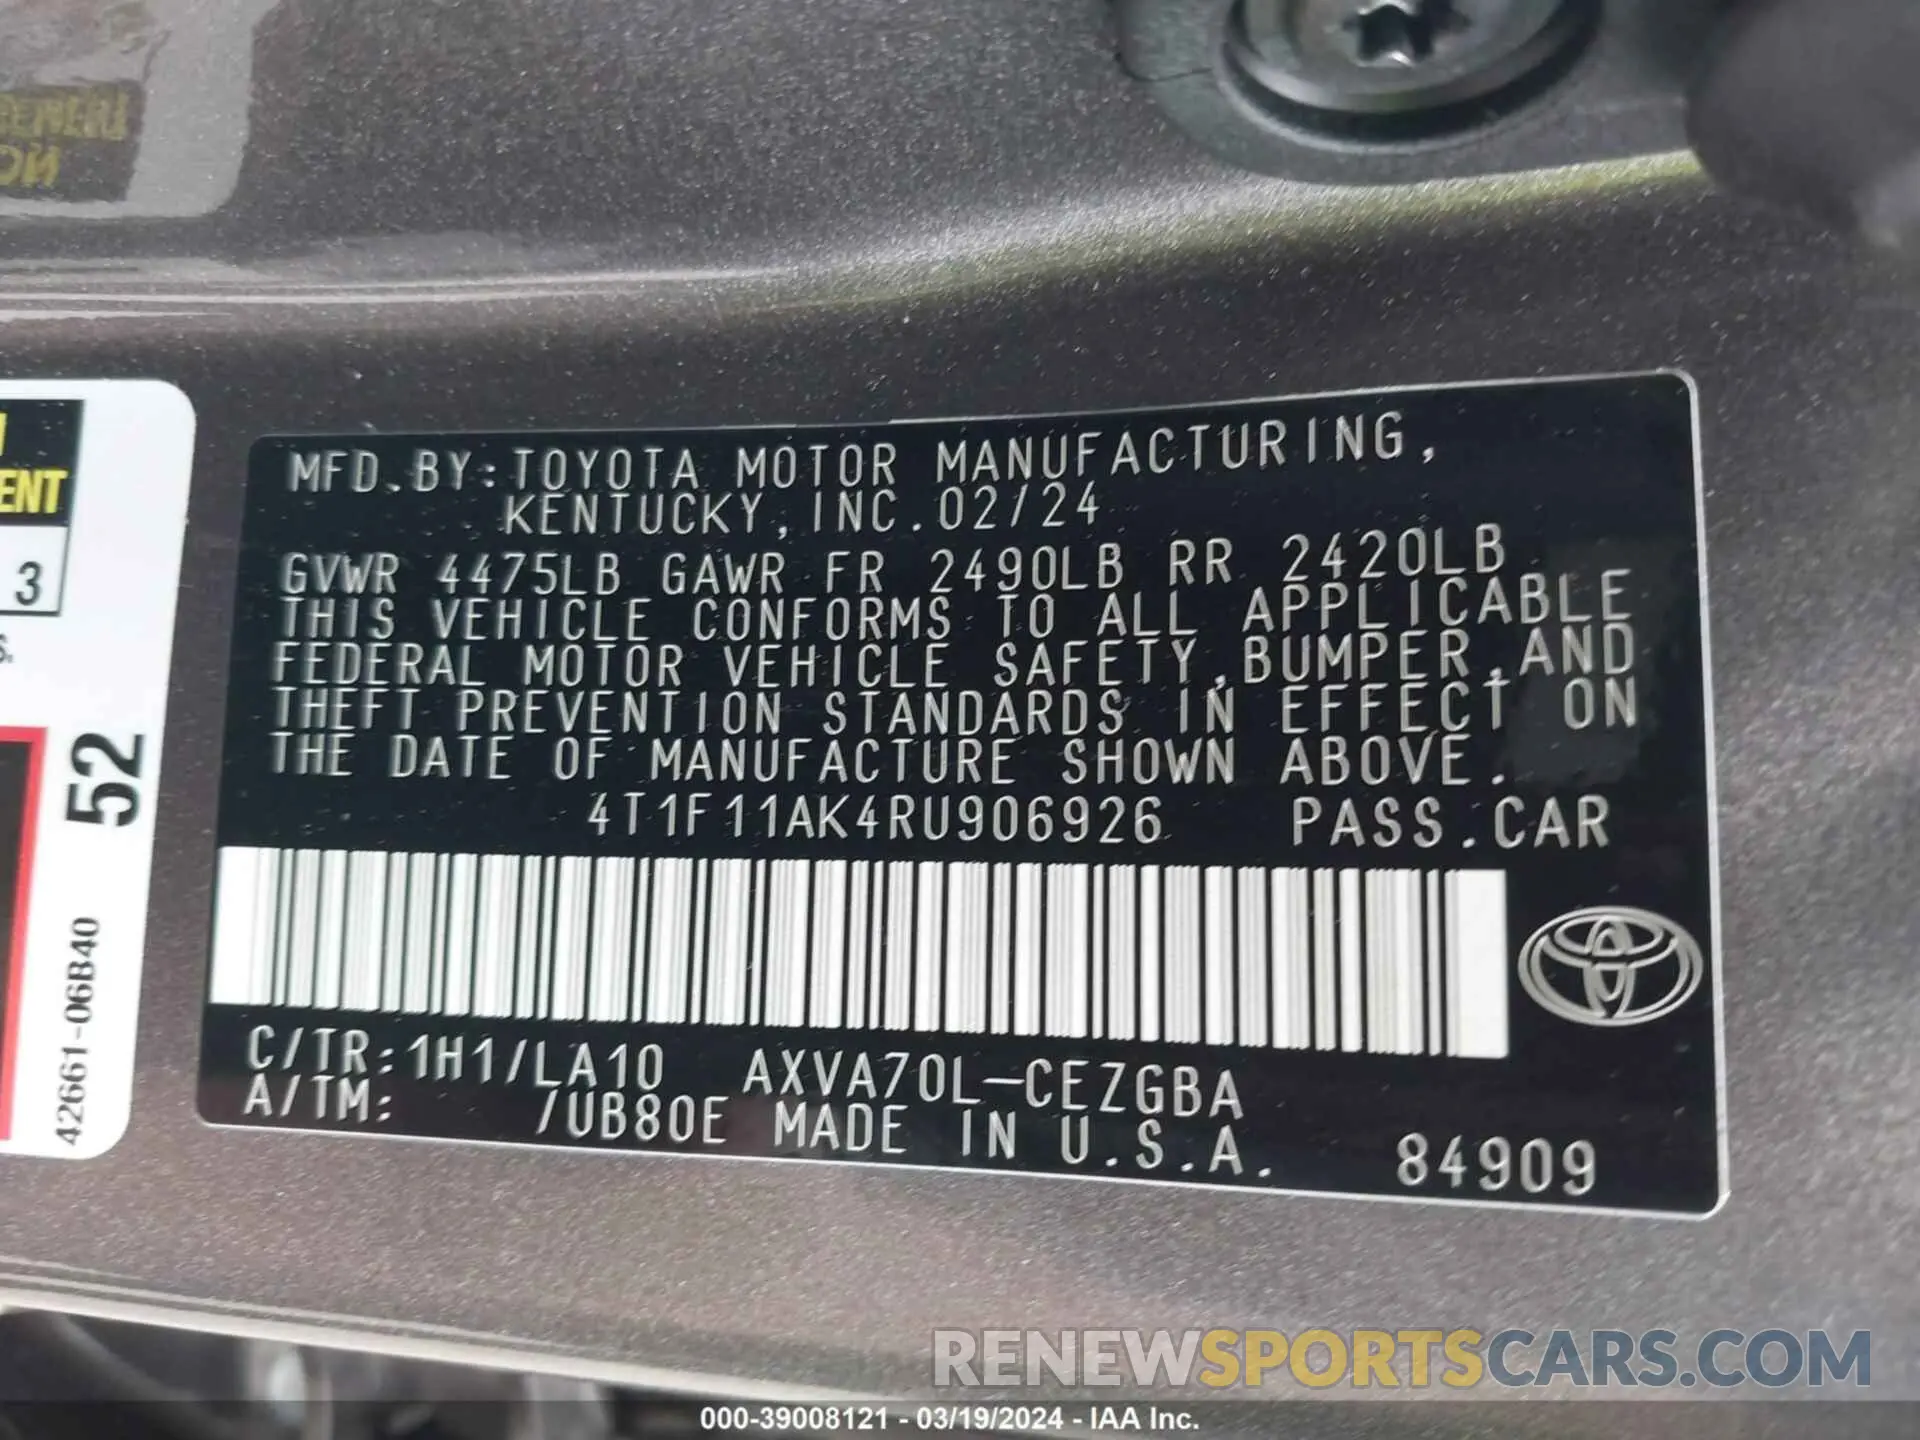 ENT
3
S.
52
42661-06B40
MFD.BY:TOYOTA MOTOR MANUFACTURING,
KENTUCKY,INC.02/24
GVWR 4475LB GAWR FR 2490LB RR 2420LB
THIS VEHICLE CONFORMS TO ALL APPLICABLE
FEDERAL MOTOR VEHICLE SAFETY,BUMPER,AND
THEFT PREVENTION STANDARDS IN EFFECT ON
THE DATE OF MANUFACTURE SHOWN ABOVE.
4T1F11AK4RU906926 PASS.CAR
C/TR:1H1/LA10 AXVA70L-CEZGBA
A/TM: /UB80E MADE IN U.S.A. 84909
RENEWSPORTSCARS.COM
000-39008121 - 03/19/2024 - IAA Inc.